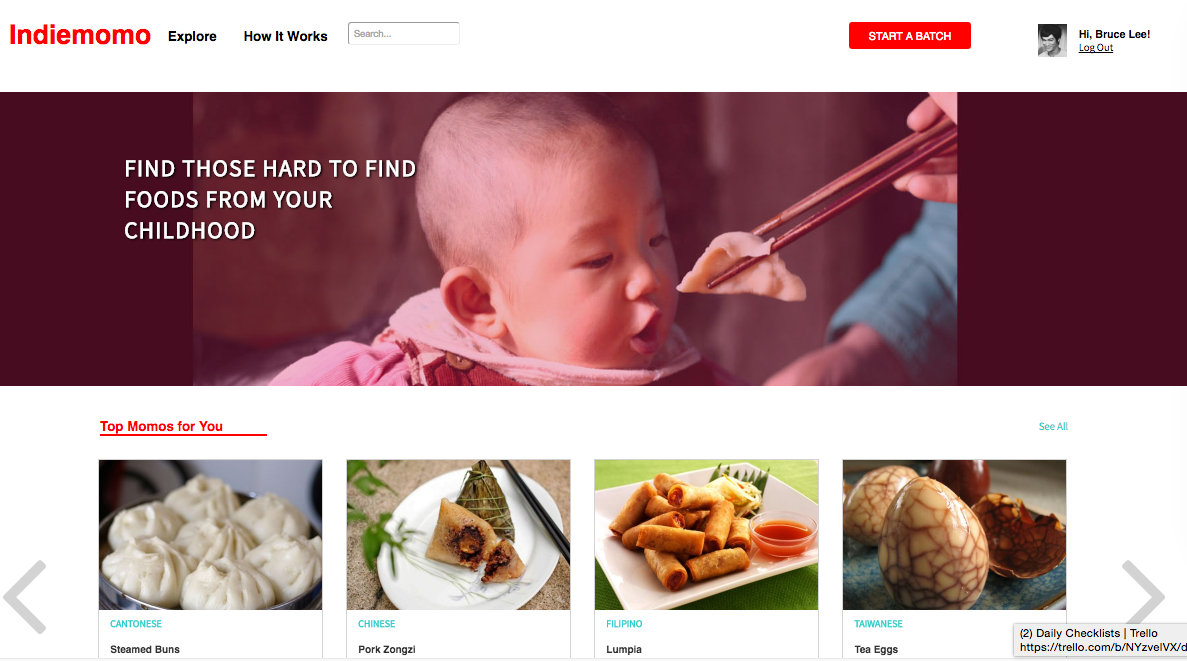 Indiemomo
Explore
How It Works
Search...
START A BATCH
Hi, Bruce Lee!
Log Out
FIND THOSE HARD TO FIND
FOODS FROM YOUR
CHILDHOOD
Top Momos for You
See All
CANTONESE
Steamed Buns
CHINESE
Pork Zongzi
FILIPINO
Lumpia
TAIWANESE
Tea Eggs
(2) Daily Checklists | Trello
https://trello.com/b/NYzvelVX/d